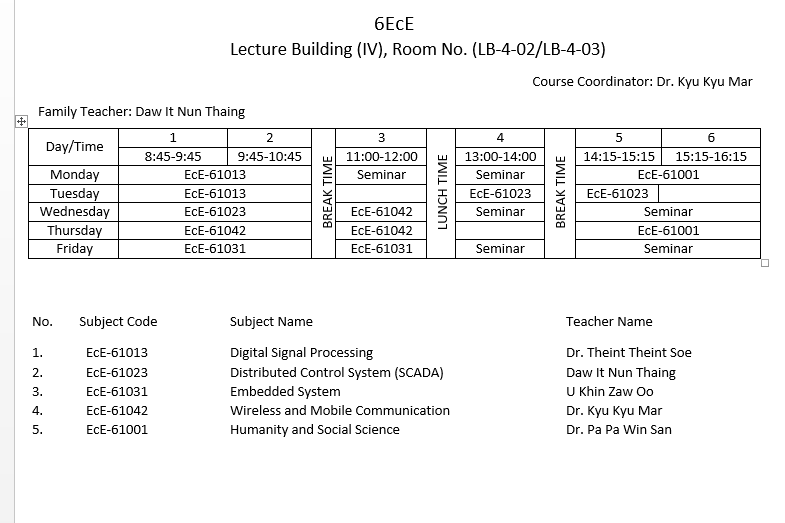 6EcE
Lecture Building (IV), Room No. (LB-4-02/LB-4-03)
Course Coordinator: Dr. Kyu Kyu Mar
Family Teacher: Daw It Nun Thaing
Day/Time 1 2 BREAK TIME 3 LUNCH TIME 4 BREAK TIME 5 6
8:45-9:45 9:45-10:45 11:00-12:00 13:00-14:00 14:15-15:15 15:15-16:15
Monday EcE-61013 Seminar Seminar EcE-61001
Tuesday EcE-61013 EcE-61023 EcE-61023
Wednesday EcE-61023 EcE-61042 Seminar Seminar
Thursday EcE-61042 EcE-61042 EcE-61001
Friday EcE-61031 EcE-61031 Seminar Seminar
No. Subject Code Subject Name Teacher Name
1. EcE-61013 Digital Signal Processing Dr. Theint Theint Soe
2. EcE-61023 Distributed Control System (SCADA) Daw It Nun Thaing
3. EcE-61031 Embedded System U Khin Zaw Oo
4. EcE-61042 Wireless and Mobile Communication Dr. Kyu Kyu Mar
5. EcE-61001 Humanity and Social Science Dr. Pa Pa Win San